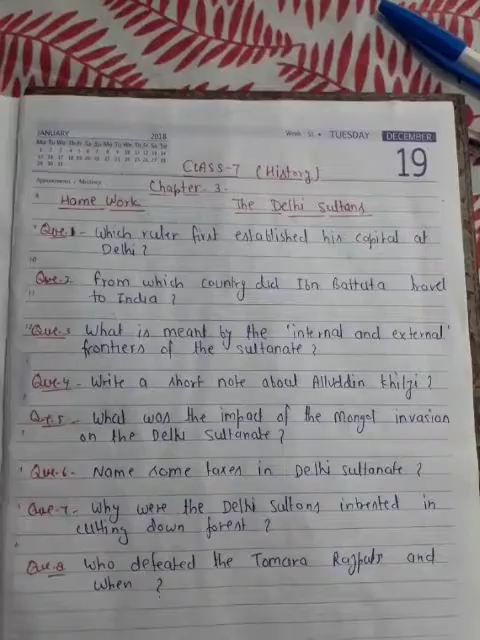 JANUARY 2018
Week 51 • TUESDAY DECEMBER
19
CLASS-7 (History)
Appointment • Meeting
Chapter - 3.
Home Work The Delhi Sultans
Que.1 - Which ruler first established his capital at
Delhi ?
Que.2 From which country did Ibn Battuta travel
to India ?
Que.3 What is meant by the 'internal and external'
frontiers of the sultanate ?
Que.4 - Write a short note about Alluddin Khilji ?
Que.5 - What was the impact of the Mongol invasion
on the Delhi Sultanate ?
Que.6 - Name some taxes in Delhi sultanate ?
Que.7 - Why were the Delhi Sultans intrested in
cutting down forest ?
Que.8 Who defeated the Tomara Rajputs and
when ?